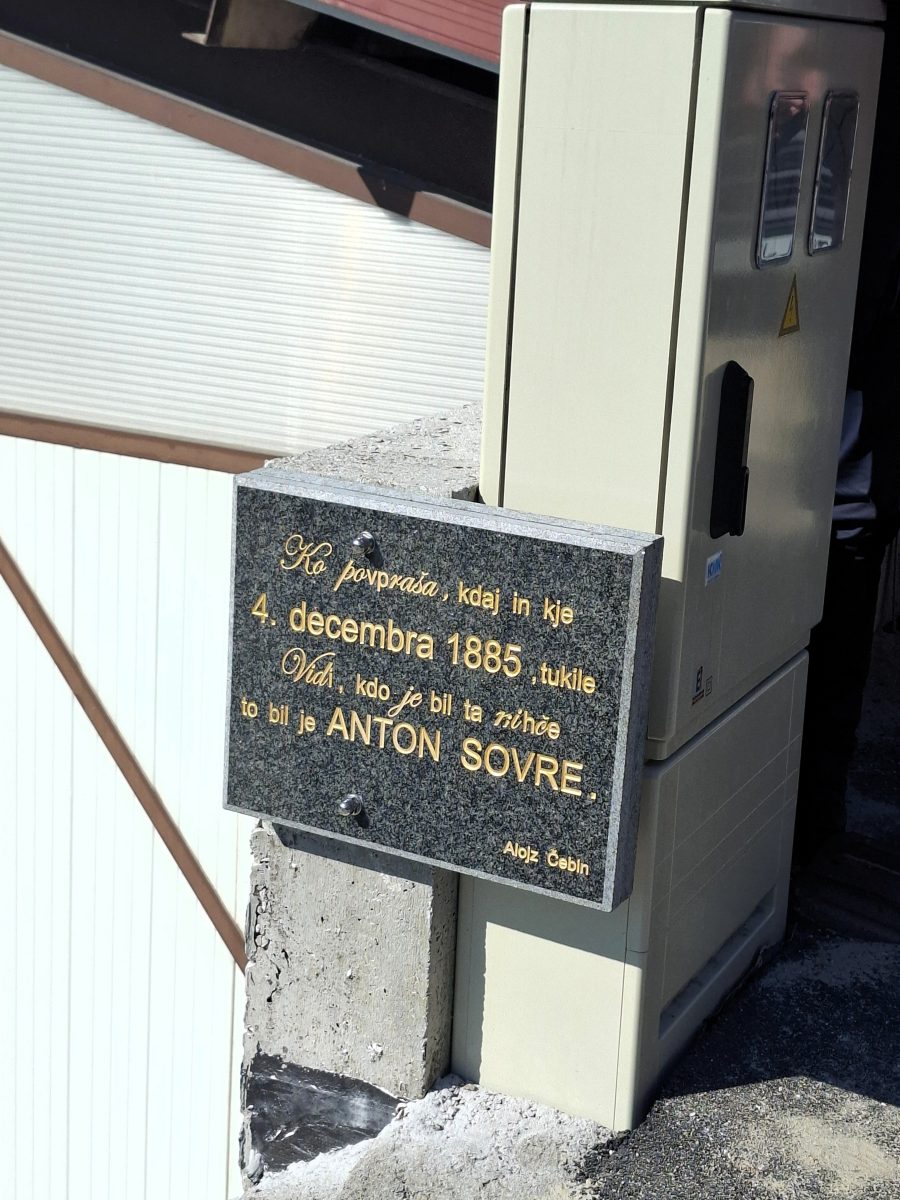 Ko povpraša, kdaj in kje
4. decembra 1885, tukile
Vidi, kdo je bil ta nihče
to bil je ANTON SOVRE.
Alojz Čebin